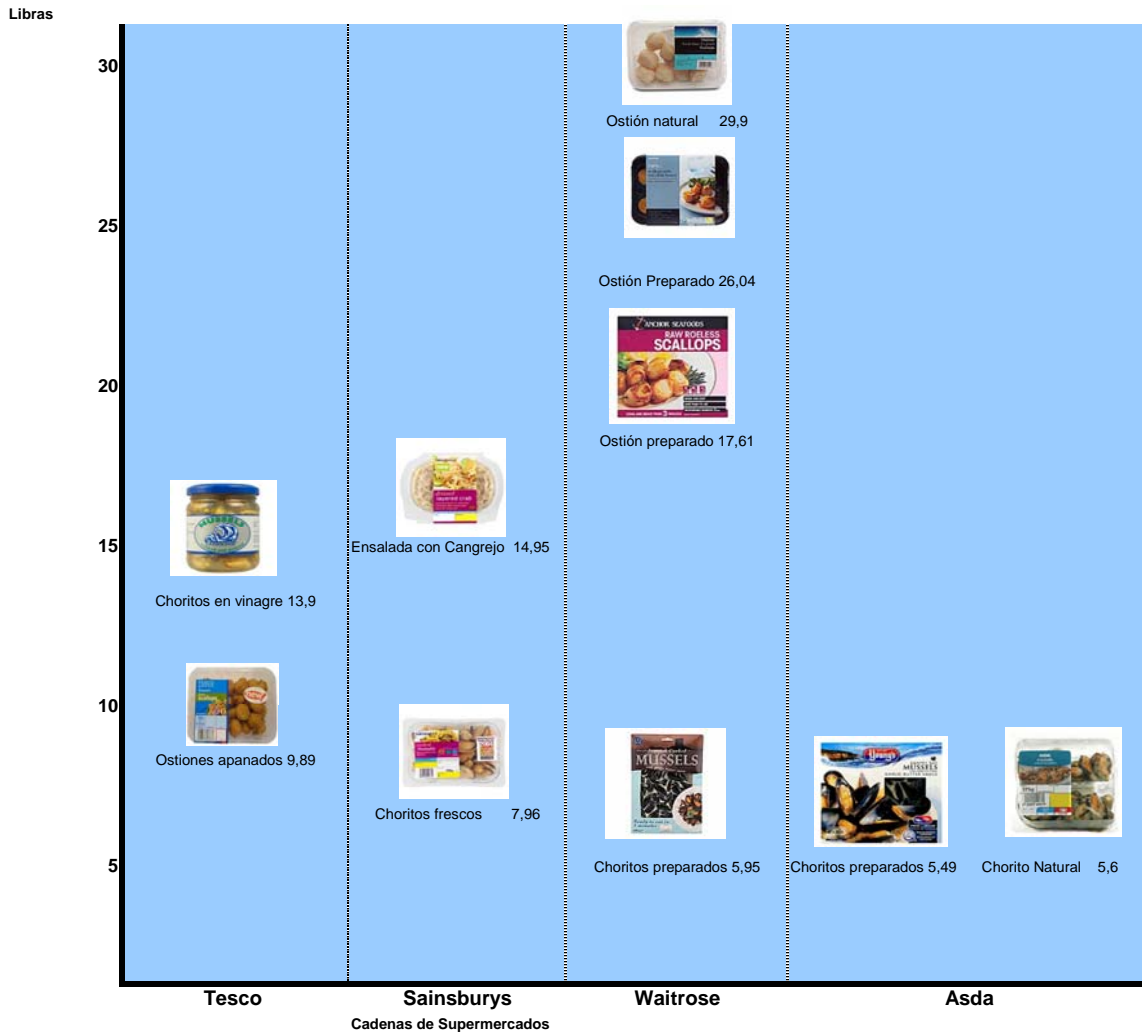 Libras
30
Ostión natural 29,9
25
Ostión Preparado 26,04
ANCHOR SEAFOODS
RAW ROELESS
SCALLOPS
20
Ostión preparado 17,61
MUSSELS
15
Ensalada con Cangrejo 14,95
Choritos en vinagre 13,9
10
Ostiones apanados 9,89
Choritos frescos 7,96
MUSSELS
Young's
MUSSELS
5
Choritos preparados 5,95
Choritos preparados 5,49
Chorito Natural 5,6
Tesco
Sainsburys
Waitrose
Asda
Cadenas de Supermercados